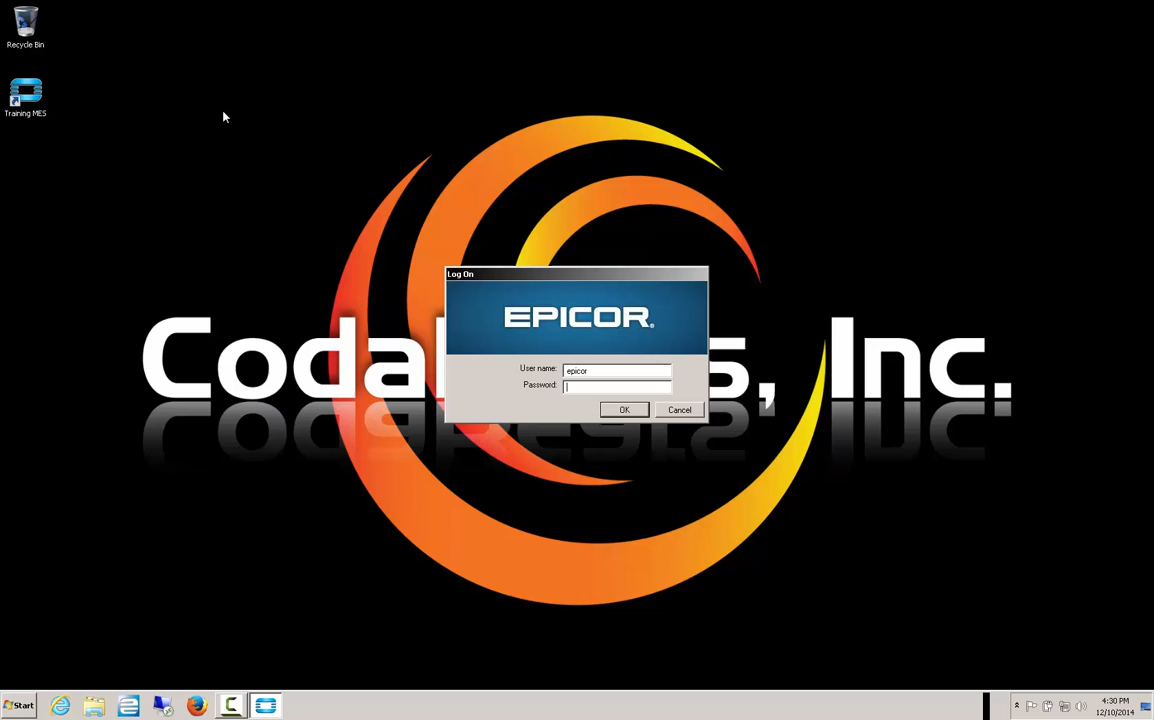 Recycle Bin
Training MES
Log On
EPICOR®
User name: epicor
Password:
OK Cancel
Coda s, Inc.
Start
4:30 PM
12/10/2014